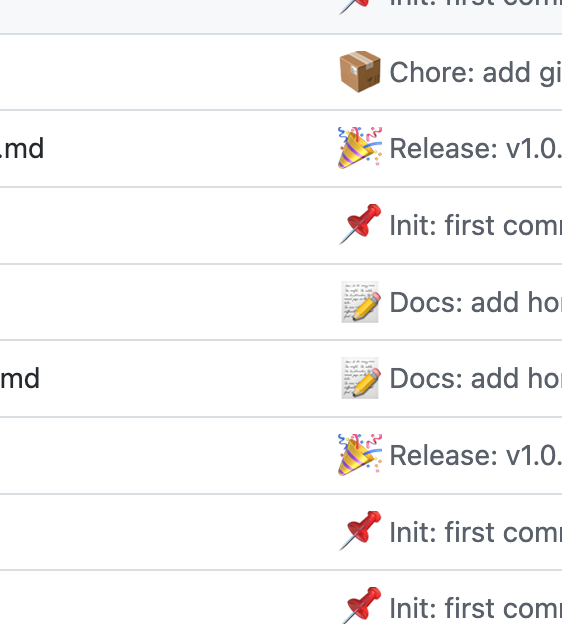 📌 Init: first com
📦 Chore: add gi
.md 🎉 Release: v1.0.
📌 Init: first com
📝 Docs: add ho
md 📝 Docs: add ho
🎉 Release: v1.0.
📌 Init: first com
📌 Init: first com